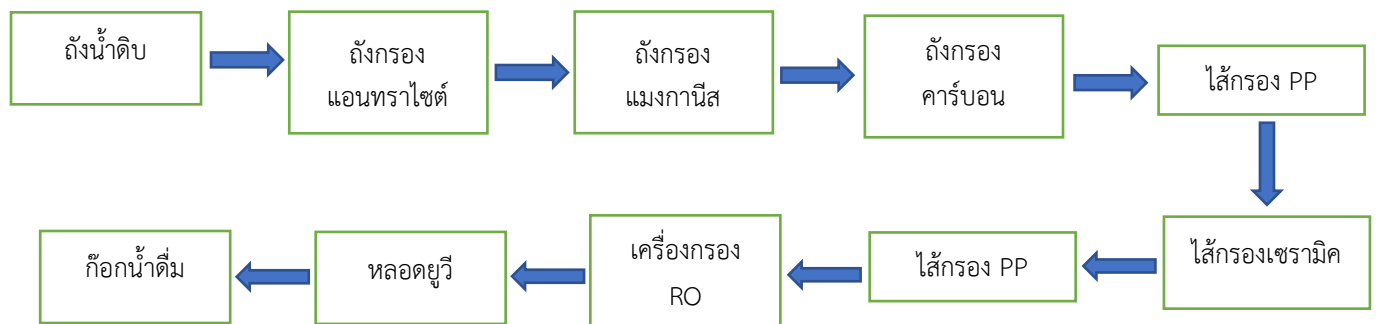 ถังน้ำดิบ
ถังกรอง
แอนทราไซต์
ถังกรอง
แมงกานีส
ถังกรอง
คาร์บอน
ไส้กรอง PP
ไส้กรองเซรามิค
ไส้กรอง PP
เครื่องกรอง
RO
หลอดยูวี
ก๊อกน้ำดื่ม